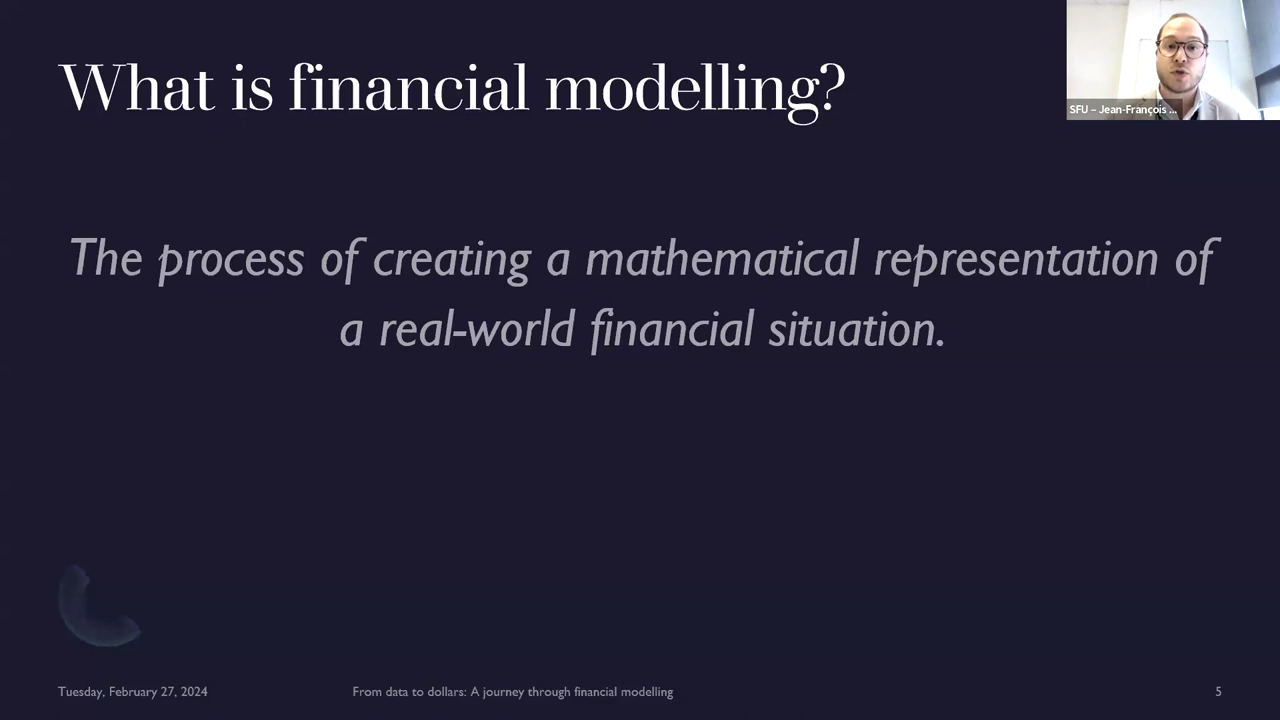 What is financial modelling?
SFU – Jean-François ...
The process of creating a mathematical representation of
a real-world financial situation.
Tuesday, February 27, 2024
From data to dollars: A journey through financial modelling
5